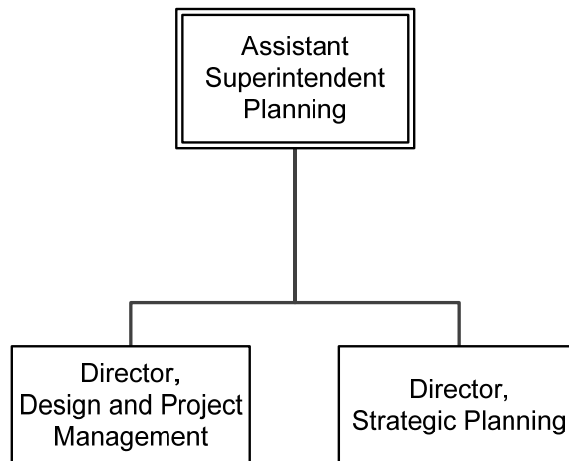 Assistant
Superintendent
Planning
Director,
Design and Project
Management
Director,
Strategic Planning